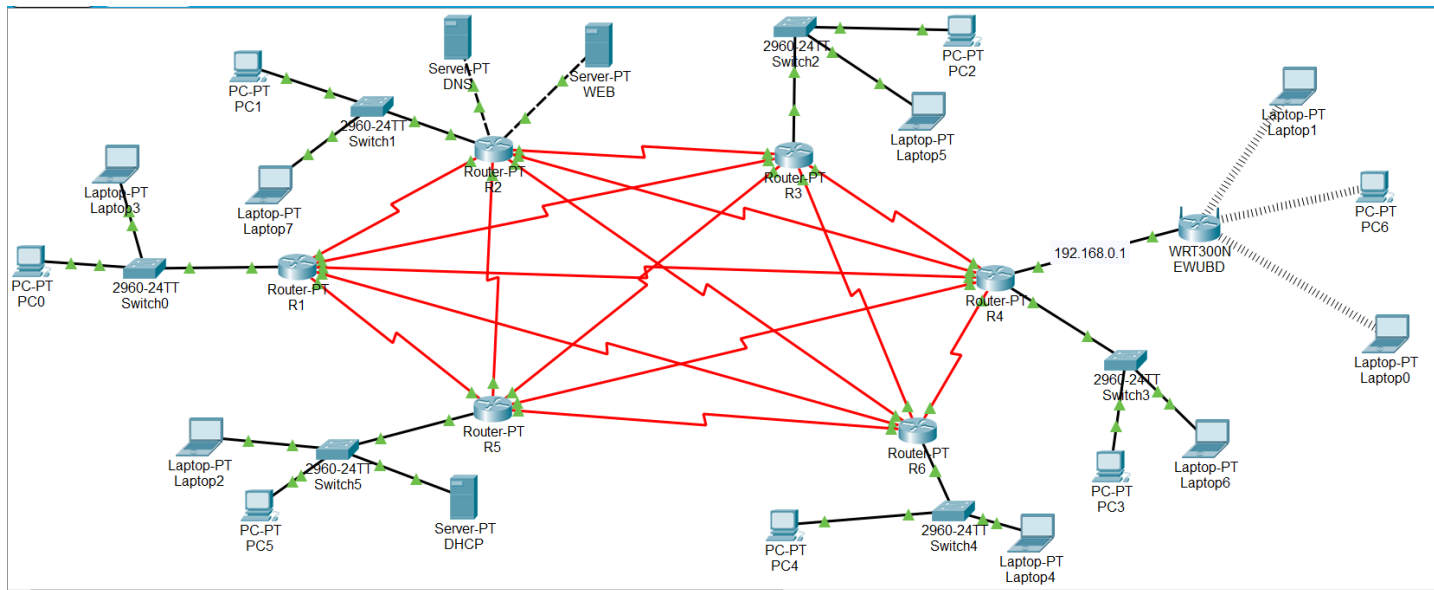 Server-PT
DNS
Server-PT
WEB
PC-PT
PC1
2960-24TT
Switch1
2960-24TT
Switch2
PC-PT
PC2
Laptop-PT
Laptop5
Laptop-PT
Laptop1
Laptop-PT
Laptop3
Laptop-PT
Laptop7
Router-PT
R2
Router-PT
R3
PC-PT
PC6
PC-PT
PC0
2960-24TT
Switch0
Router-PT
R1
192.168.0.1
WRT300N
EWUBD
Router-PT
R4
Laptop-PT
Laptop0
2960-24TT
Switch3
Router-PT
R5
Router-PT
R6
Laptop-PT
Laptop2
2960-24TT
Switch5
PC-PT
PC5
Server-PT
DHCP
PC-PT
PC3
Laptop-PT
Laptop6
PC-PT
PC4
2960-24TT
Switch4
Laptop-PT
Laptop4